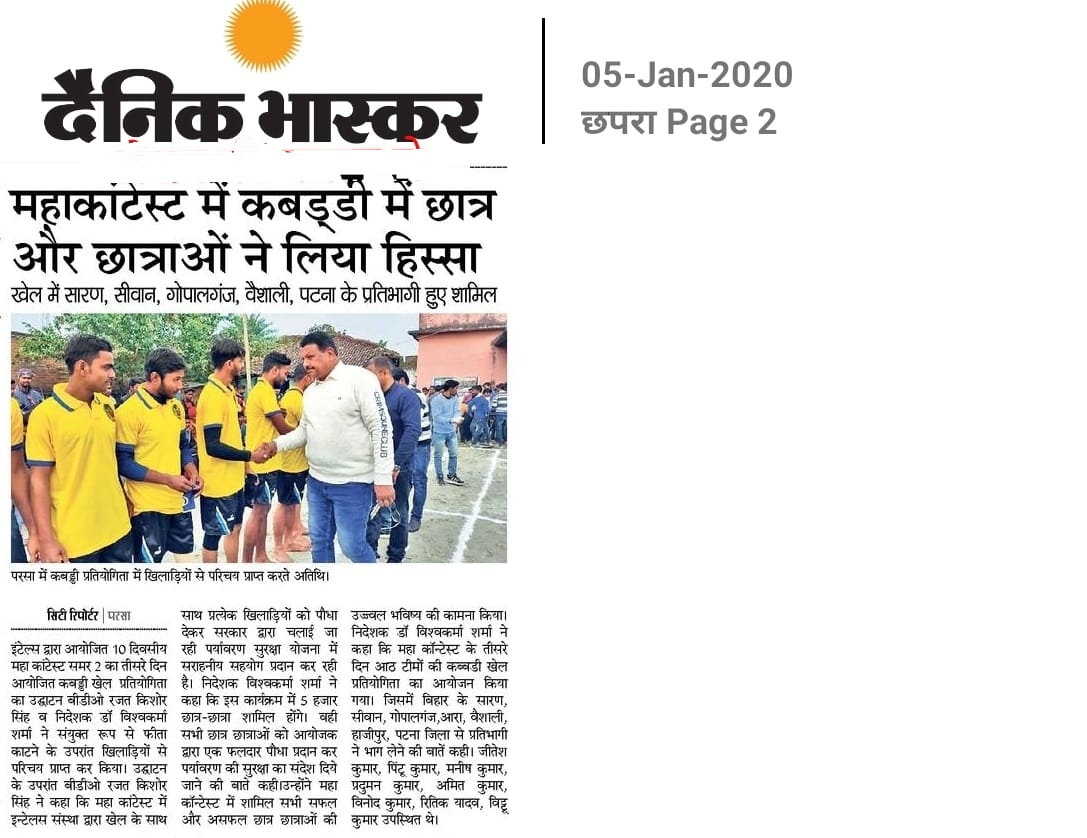 दैनिक भास्कर
05-Jan-2020
छपरा Page 2
महाकांटेस्ट में कबड्डी में छात्र
और छात्राओं ने लिया हिस्सा
खेल में सारण, सीवान, गोपालगंज, वैशाली, पटना के प्रतिभागी हुए शामिल
CRIMSOUNE CLUB
परसा में कबड्डी प्रतियोगिता में खिलाड़ियों से परिचय प्राप्त करते अतिथि।
सिटी रिपोर्टर | परसा
इंटेल्स द्वारा आयोजित 10 दिवसीय
महा कांटेस्ट समर 2 का तीसरे दिन
आयोजित कबड्डी खेल प्रतियोगिता
का उद्घाटन बीडीओ रजत किशोर
सिंह व निदेशक डॉ विश्वकर्मा
शर्मा ने संयुक्त रूप से फीता
काटने के उपरांत खिलाड़ियों से
परिचय प्राप्त कर किया। उद्घाटन
के उपरांत बीडीओ रजत किशोर
सिंह ने कहा कि महा कांटेस्ट में
इन्टेलस संस्था द्वारा खेल के साथ
साथ प्रत्येक खिलाड़ियों को पौधा
देकर सरकार द्वारा चलाई जा
रही पर्यावरण सुरक्षा योजना में
सराहनीय सहयोग प्रदान कर रही
है। निदेशक विश्वकर्मा शर्मा ने
कहा कि इस कार्यक्रम में 5 हजार
छात्र-छात्रा शामिल होंगे। वही
सभी छात्र छात्राओं को आयोजक
द्वारा एक फलदार पौधा प्रदान कर
पर्यावरण की सुरक्षा का संदेश दिये
जाने की बाते कही।उन्होंने महा
कॉन्टेस्ट में शामिल सभी सफल
और असफल छात्र छात्राओं की
उज्ज्वल भविष्य की कामना किया।
निदेशक डॉ विश्वकर्मा शर्मा ने
कहा कि महा कॉन्टेस्ट के तीसरे
दिन आठ टीमों की कब्बडी खेल
प्रतियोगिता का आयोजन किया
गया। जिसमें बिहार के सारण,
सीवान, गोपालगंज,आरा, वैशाली,
हाजीपुर, पटना जिला से प्रतिभागी
ने भाग लेने की बातें कही। जीतेश
कुमार, पिंटू कुमार, मनीष कुमार,
प्रदुमन कुमार, अमित कुमार,
विनोद कुमार, रितिक यादव, विट्टू
कुमार उपस्थित थे।